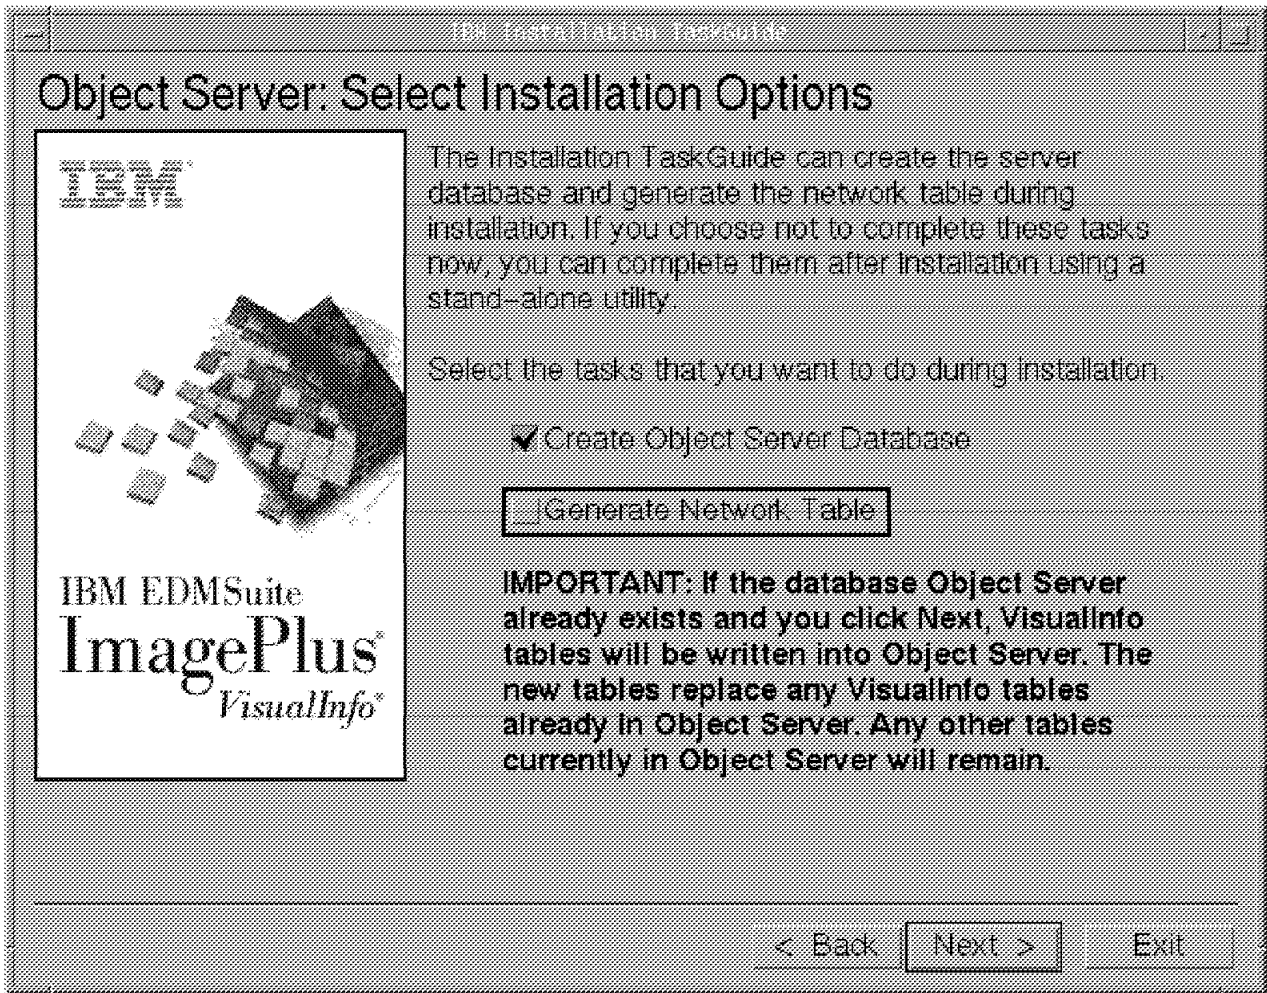 IBM Installation TaskGuide
Object Server: Select Installation Options
IBM
The Installation TaskGuide can create the server
database and generate the network table during
installation. If you choose not to complete these tasks
now, you can complete them after installation using a
stand-alone utility.
Select the tasks that you want to do during installation.
Create Object Server Database
Generate Network Table
IMPORTANT: If the database Object Server
already exists and you click Next, VisualInfo
tables will be written into Object Server. The
new tables replace any VisualInfo tables
already in Object Server. Any other tables
currently in Object Server will remain.
IBM EDMSuite
ImagePlus®
VisualInfo®
< Back
Next >
Exit